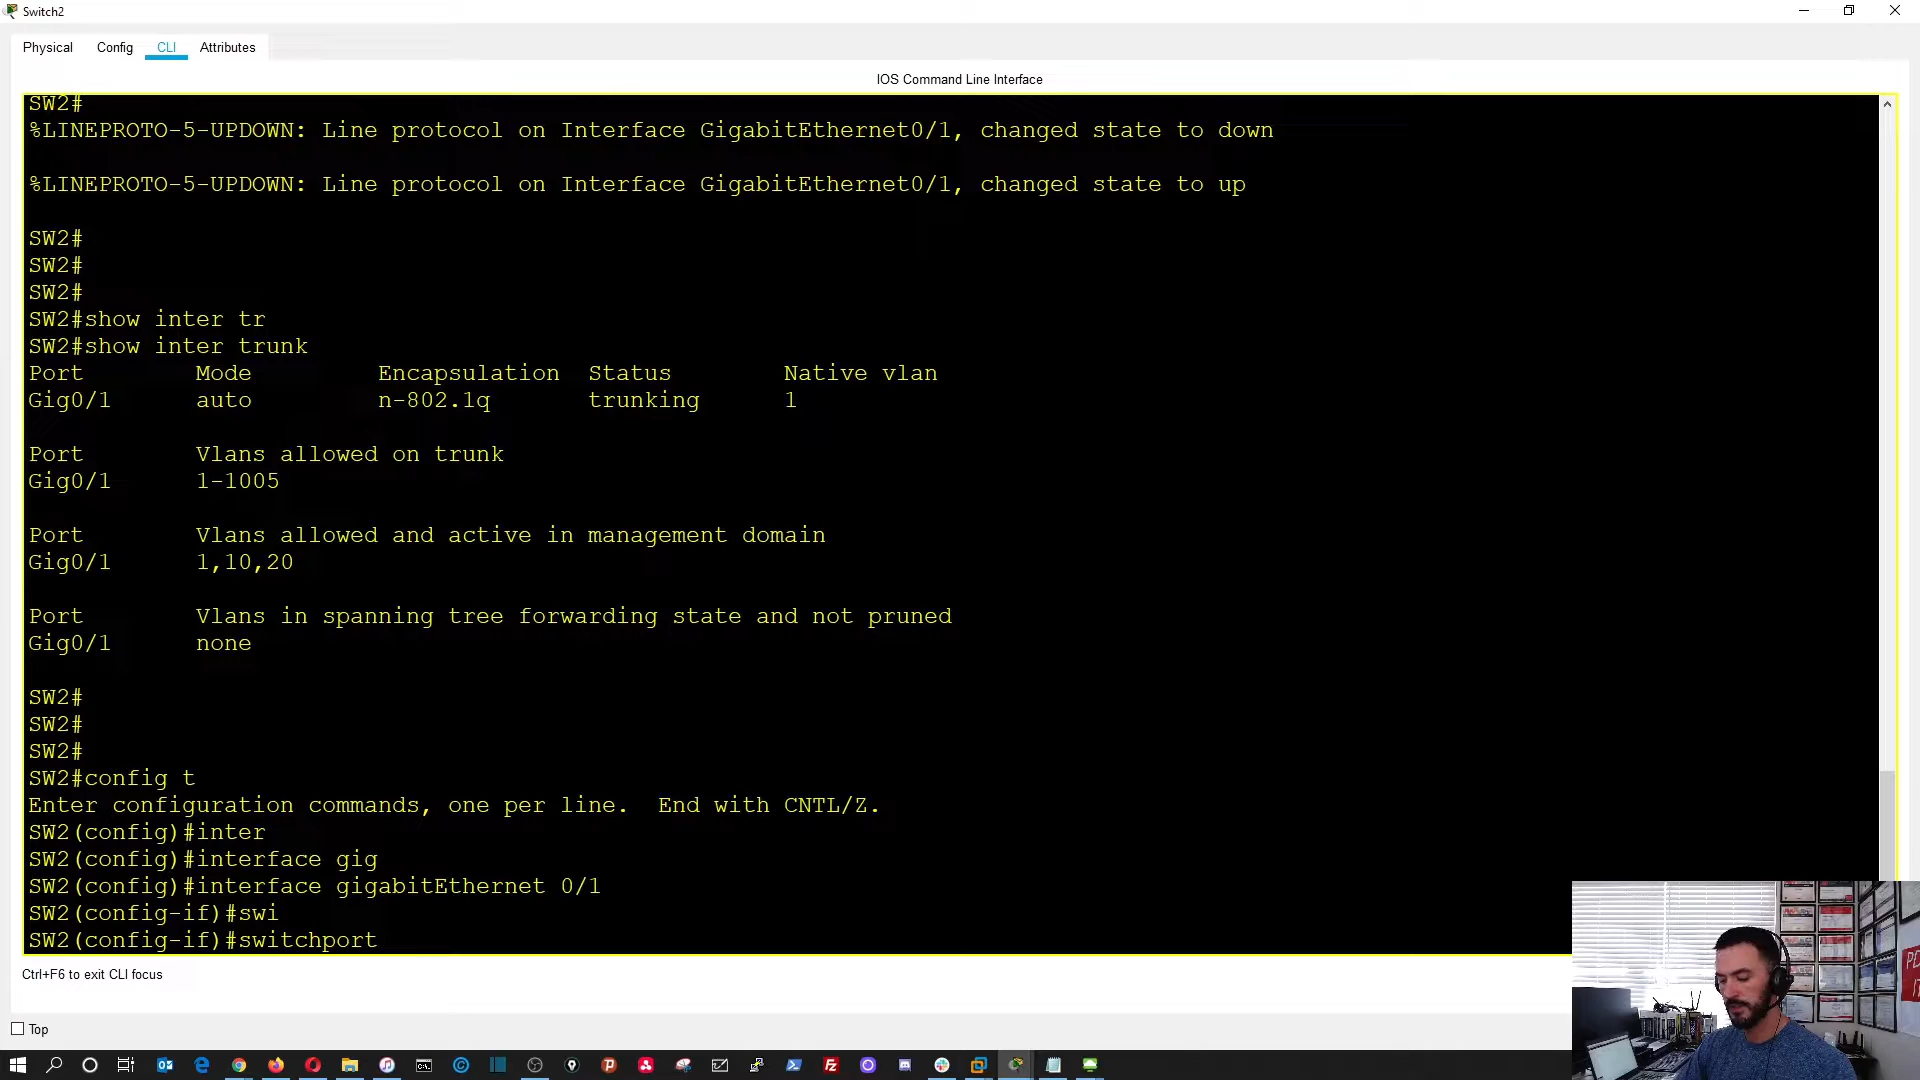 Switch2
Physical Config CLI Attributes
IOS Command Line Interface
SW2#
%LINEPROTO-5-UPDOWN: Line protocol on Interface GigabitEthernet0/1, changed state to down
%LINEPROTO-5-UPDOWN: Line protocol on Interface GigabitEthernet0/1, changed state to up
SW2#
SW2#
SW2#
SW2#show inter tr
SW2#show inter trunk
Port Mode Encapsulation Status Native vlan
Gig0/1 auto n-802.1q trunking 1
Port Vlans allowed on trunk
Gig0/1 1-1005
Port Vlans allowed and active in management domain
Gig0/1 1,10,20
Port Vlans in spanning tree forwarding state and not pruned
Gig0/1 none
SW2#
SW2#
SW2#
SW2#config t
Enter configuration commands, one per line. End with CNTL/Z.
SW2(config)#inter
SW2(config)#interface gig
SW2(config)#interface gigabitEthernet 0/1
SW2(config-if)#swi
SW2(config-if)#switchport
Ctrl+F6 to exit CLI focus
Top